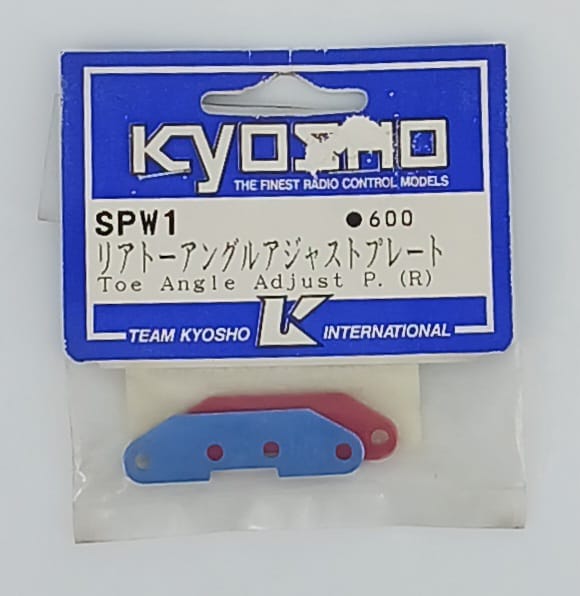 KYOSHO
THE FINEST RADIO CONTROL MODELS
SPW1 ●600
リアトーアングルアジャストプレート
Toe Angle Adjust P. (R)
TEAM KYOSHO K INTERNATIONAL